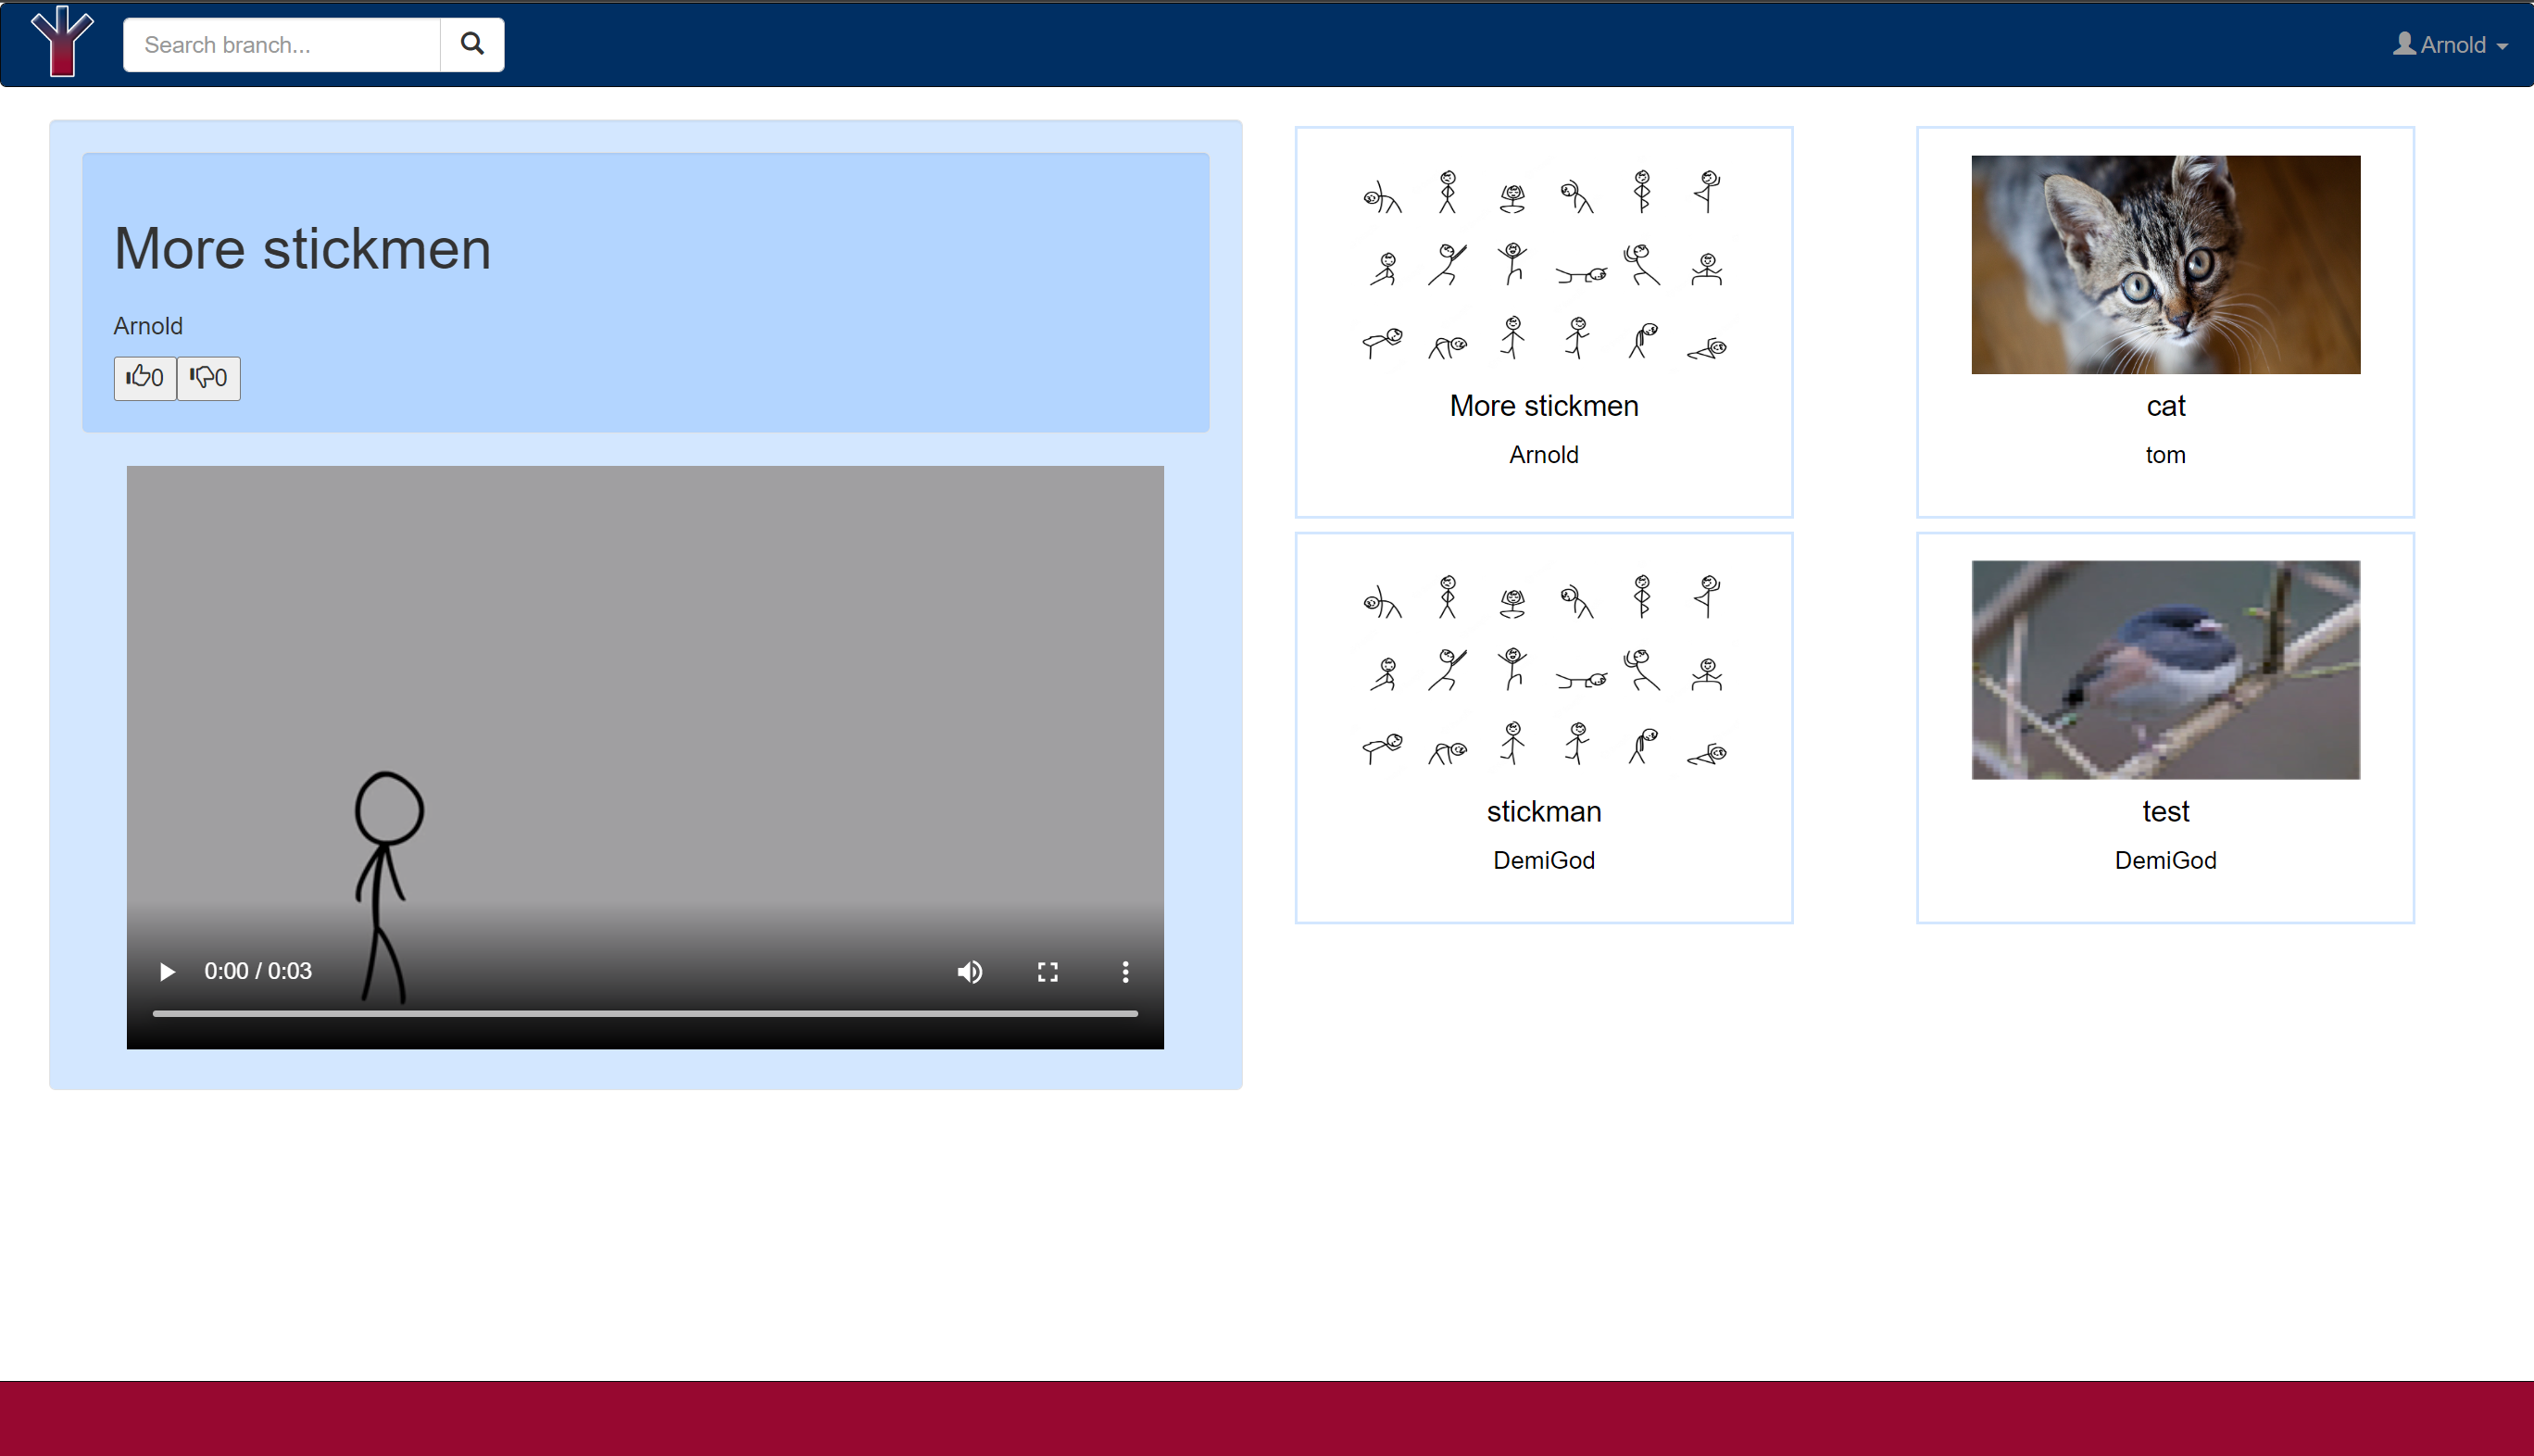 Search branch...
Arnold
More stickmen
Arnold
0 0
0:00 / 0:03
More stickmen
Arnold
cat
tom
stickman
DemiGod
test
DemiGod